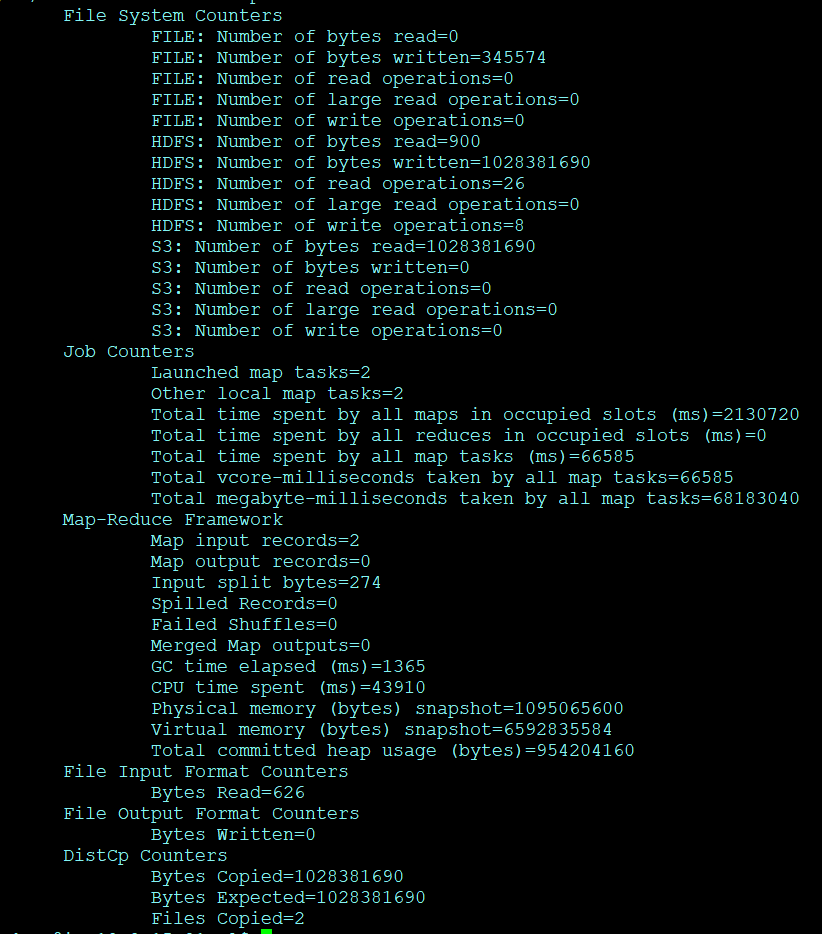 File System Counters
FILE: Number of bytes read=0
FILE: Number of bytes written=345574
FILE: Number of read operations=0
FILE: Number of large read operations=0
FILE: Number of write operations=0
HDFS: Number of bytes read=900
HDFS: Number of bytes written=1028381690
HDFS: Number of read operations=26
HDFS: Number of large read operations=0
HDFS: Number of write operations=8
S3: Number of bytes read=1028381690
S3: Number of bytes written=0
S3: Number of read operations=0
S3: Number of large read operations=0
S3: Number of write operations=0
Job Counters
Launched map tasks=2
Other local map tasks=2
Total time spent by all maps in occupied slots (ms)=2130720
Total time spent by all reduces in occupied slots (ms)=0
Total time spent by all map tasks (ms)=66585
Total vcore-milliseconds taken by all map tasks=66585
Total megabyte-milliseconds taken by all map tasks=68183040
Map-Reduce Framework
Map input records=2
Map output records=0
Input split bytes=274
Spilled Records=0
Failed Shuffles=0
Merged Map outputs=0
GC time elapsed (ms)=1365
CPU time spent (ms)=43910
Physical memory (bytes) snapshot=1095065600
Virtual memory (bytes) snapshot=6592835584
Total committed heap usage (bytes)=954204160
File Input Format Counters
Bytes Read=626
File Output Format Counters
Bytes Written=0
DistCp Counters
Bytes Copied=1028381690
Bytes Expected=1028381690
Files Copied=2